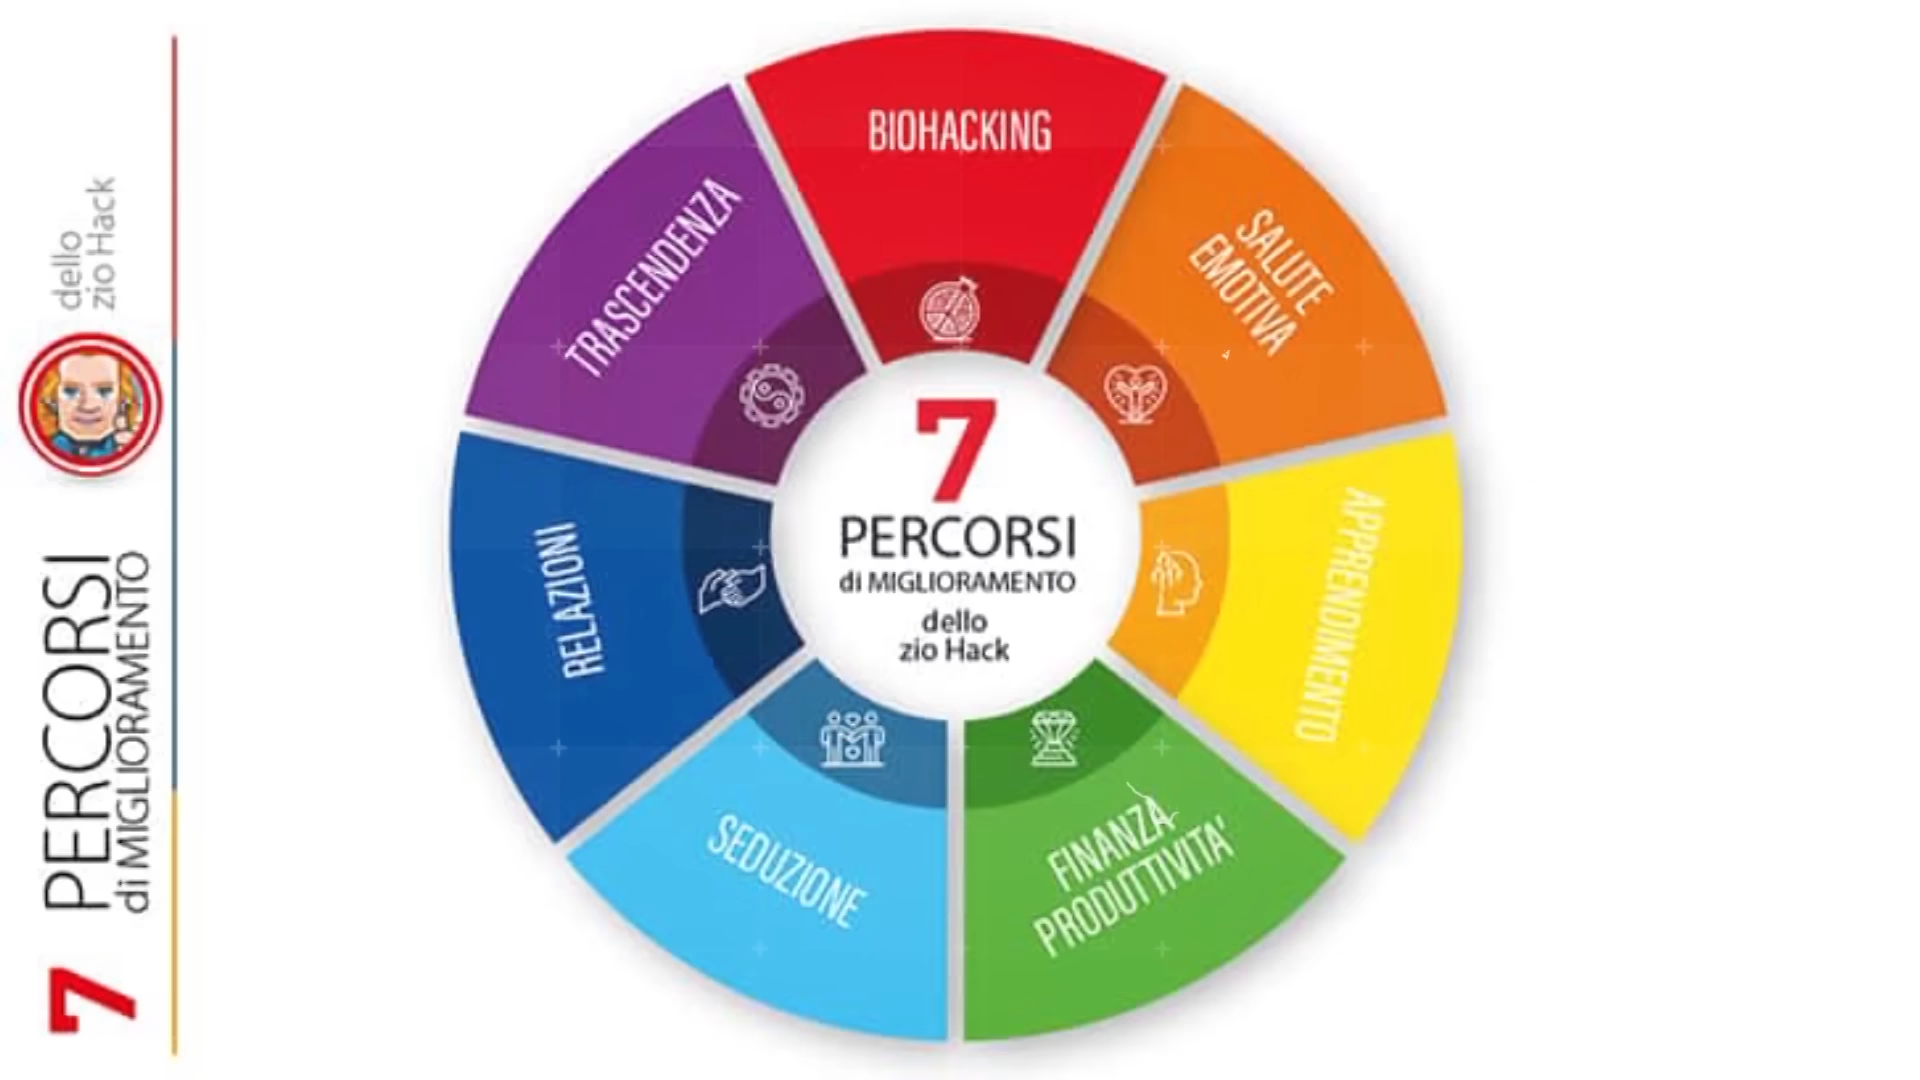 7 PERCORSI
di MIGLIORAMENTO
dello
zio Hack
BIOHACKING
SALUTE
EMOTIVA
APPRENDIMENTO
FINANZA
PRODUTTIVITA'
SEDUZIONE
RELAZIONI
TRASCENDENZA
7
PERCORSI
di MIGLIORAMENTO
dello
zio Hack